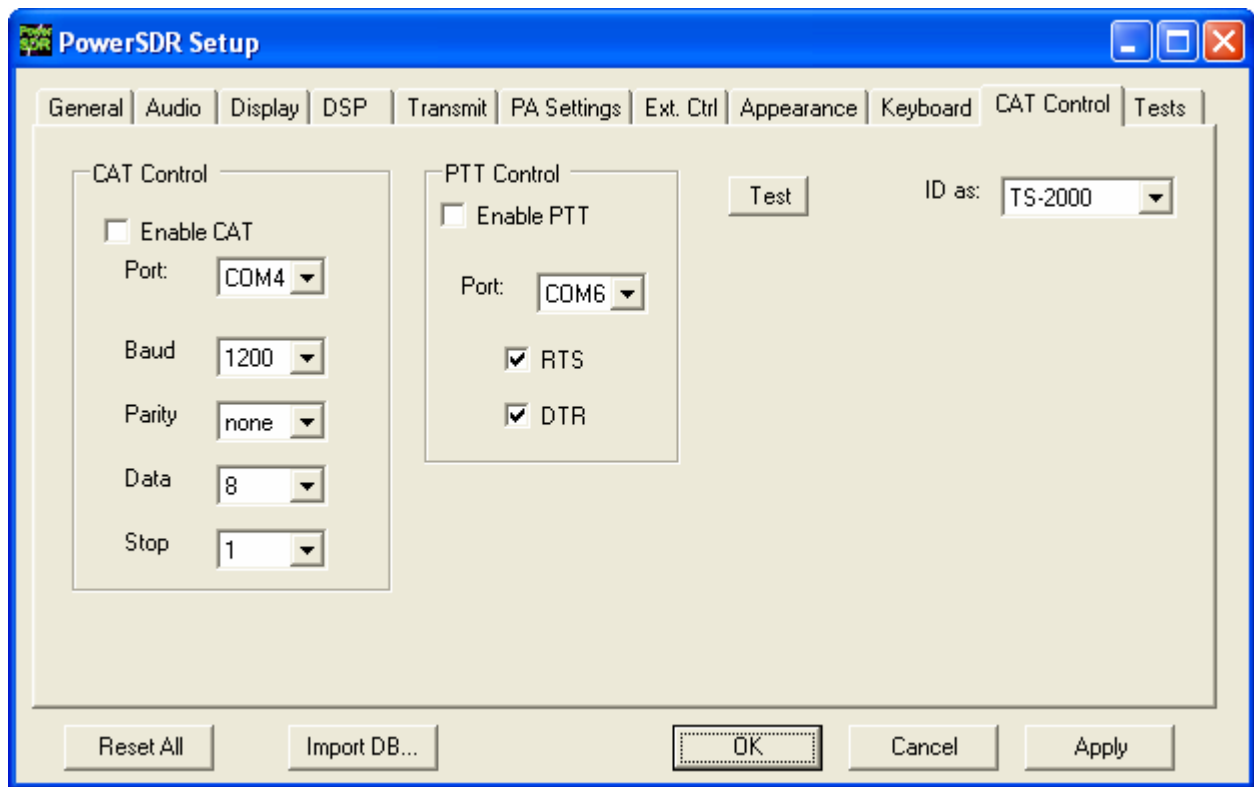 Power SDR PowerSDR Setup
General Audio Display DSP Transmit PA Settings Ext. Ctrl Appearance Keyboard CAT Control Tests
CAT Control
Enable CAT
Port: COM4
Baud 1200
Parity none
Data 8
Stop 1
PTT Control
Enable PTT
Port: COM6
RTS
DTR
Test
ID as: TS-2000
Reset All Import DB... OK Cancel Apply